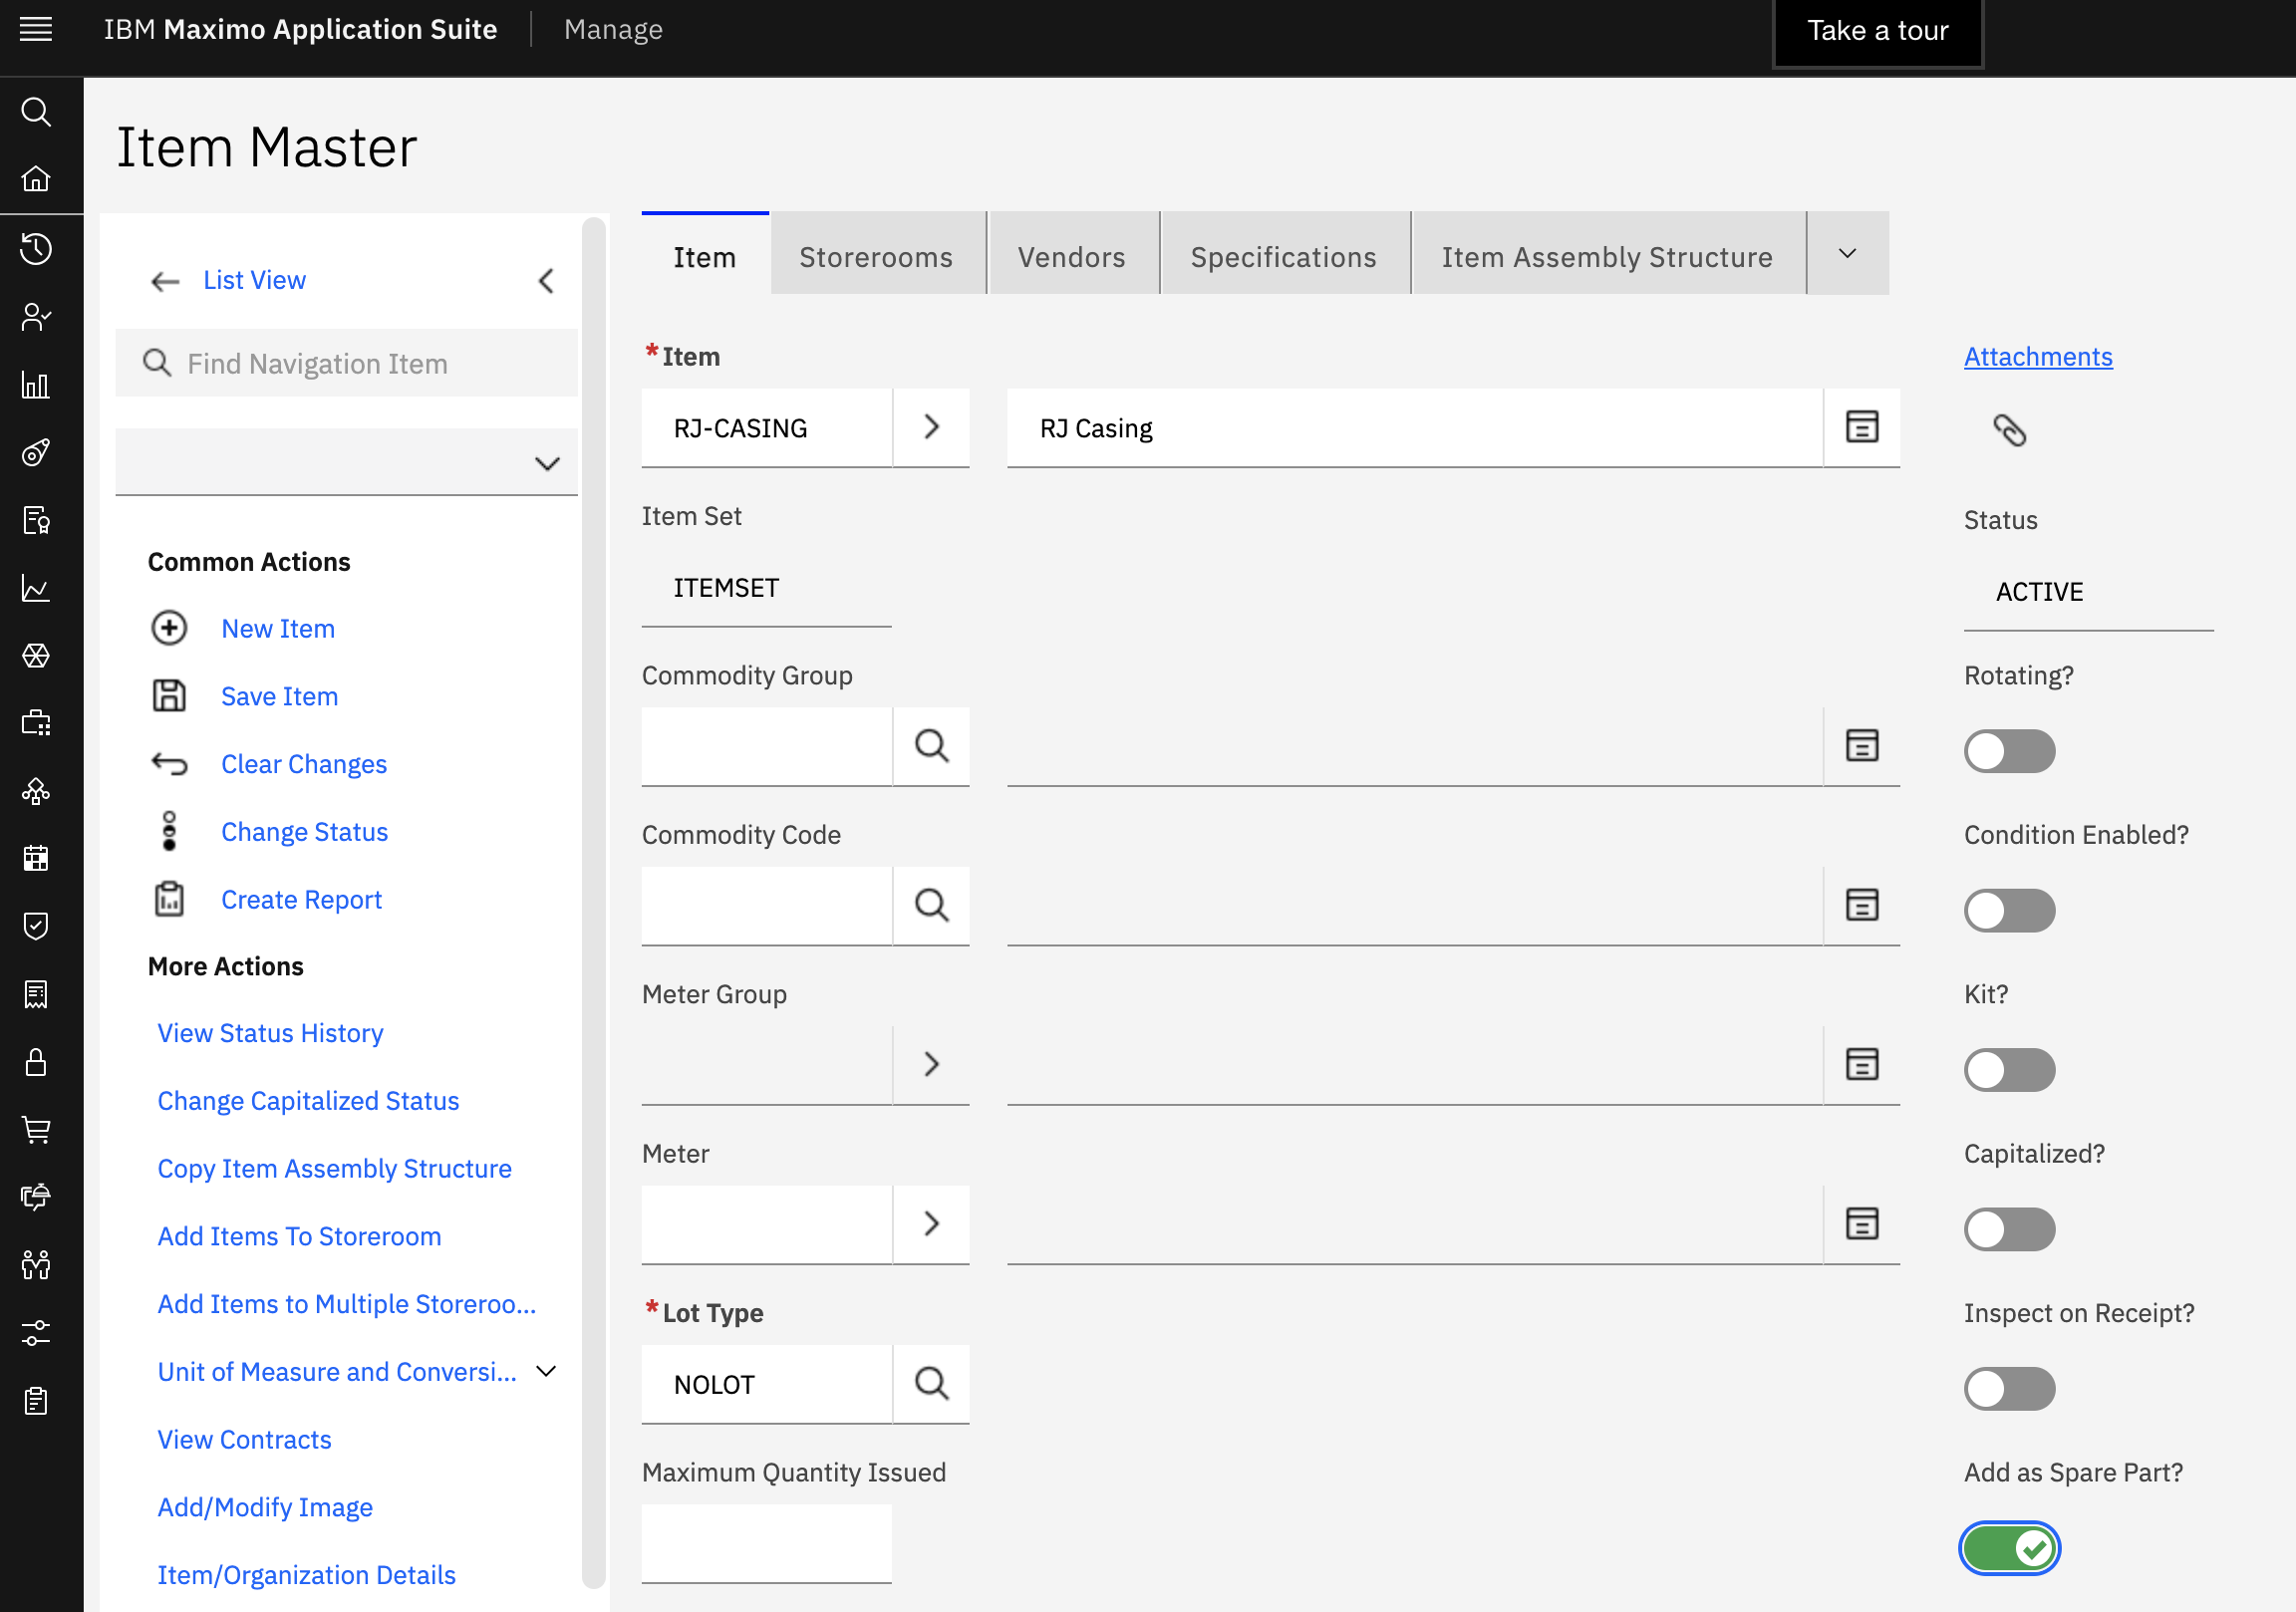 IBM Maximo Application Suite
Manage
Take a tour
Item Master
List View
Find Navigation Item
Common Actions
New Item
Save Item
Clear Changes
Change Status
Create Report
More Actions
View Status History
Change Capitalized Status
Copy Item Assembly Structure
Add Items To Storeroom
Add Items to Multiple Storeroo...
Unit of Measure and Conversi...
View Contracts
Add/Modify Image
Item/Organization Details
Item
Storerooms
Vendors
Specifications
Item Assembly Structure
*Item
RJ-CASING
RJ Casing
Item Set
ITEMSET
Commodity Group
Commodity Code
Meter Group
Meter
*Lot Type
NOLOT
Maximum Quantity Issued
Attachments
Status
ACTIVE
Rotating?
Condition Enabled?
Kit?
Capitalized?
Inspect on Receipt?
Add as Spare Part?